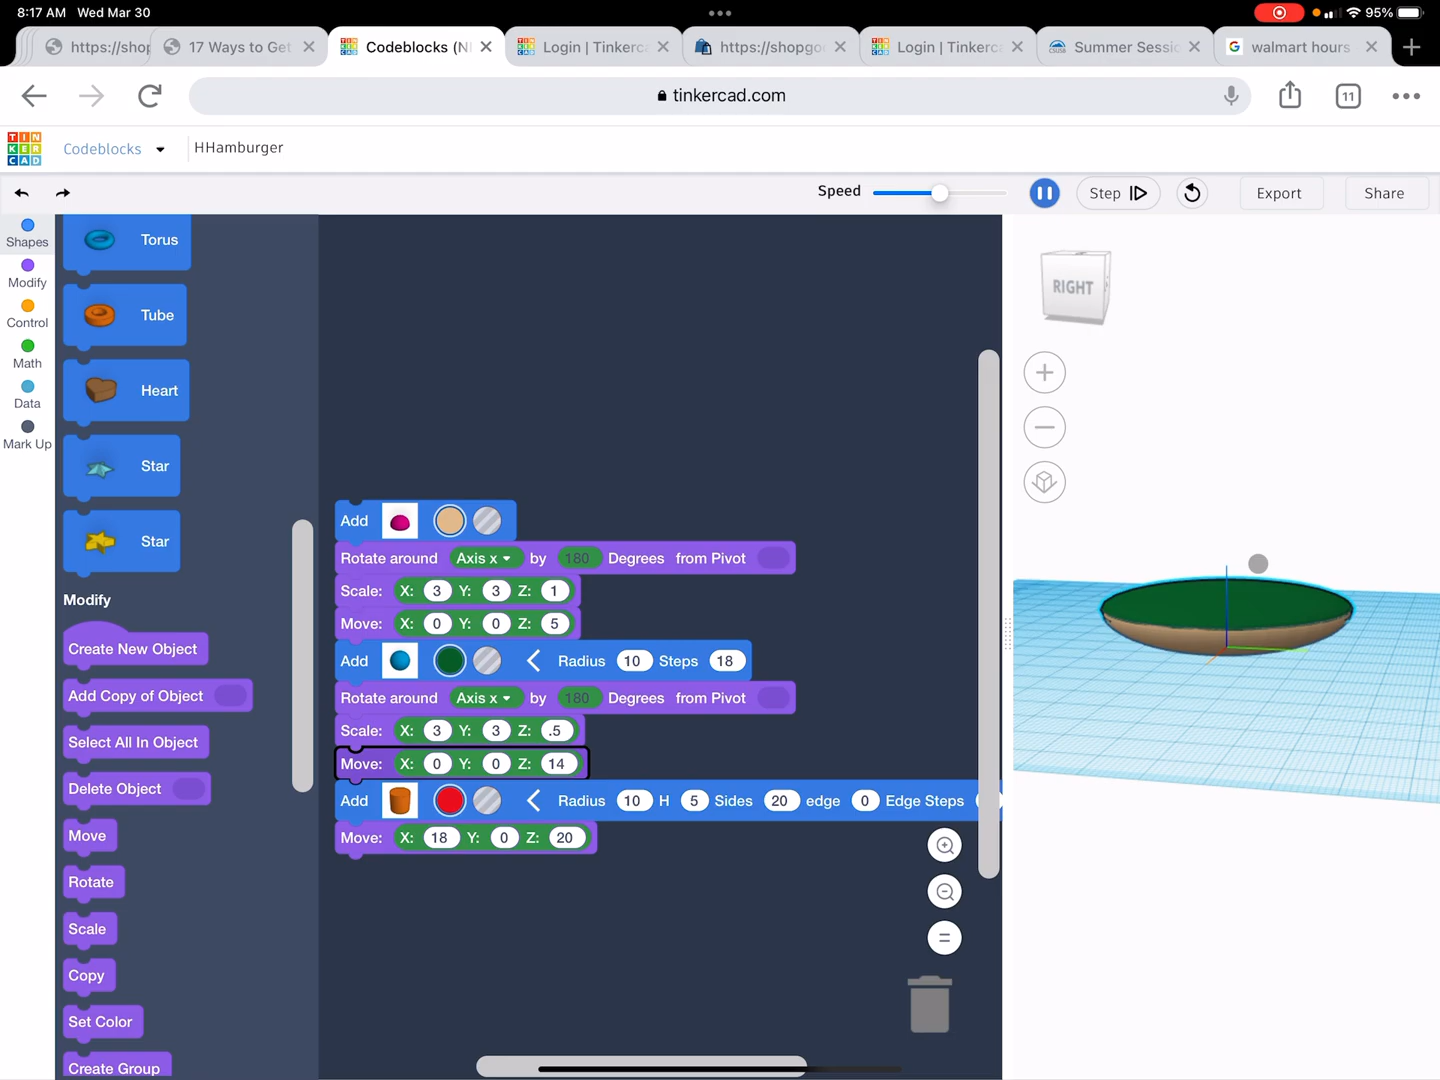 8:17 AM Wed Mar 30
95%
https://shop
17 Ways to Get
Codeblocks (N
Login | Tinkerca
https://shopgo
Login | Tinkerca
Summer Sessic
walmart hours
tinkercad.com
11
TIN
KER
CAD
Codeblocks
HHamburger
Speed
Step
Export
Share
Shapes
Modify
Control
Math
Data
Mark Up
Torus
Tube
Heart
Star
Star
Modify
Create New Object
Add Copy of Object
Select All In Object
Delete Object
Move
Rotate
Scale
Copy
Set Color
Create Group
Add
Rotate around Axis x by 180 Degrees from Pivot
Scale: X: 3 Y: 3 Z: 1
Move: X: 0 Y: 0 Z: 5
Add Radius 10 Steps 18
Rotate around Axis x by 180 Degrees from Pivot
Scale: X: 3 Y: 3 Z: .5
Move: X: 0 Y: 0 Z: 14
Add Radius 10 H 5 Sides 20 edge 0 Edge Steps
Move: X: 18 Y: 0 Z: 20
RIGHT